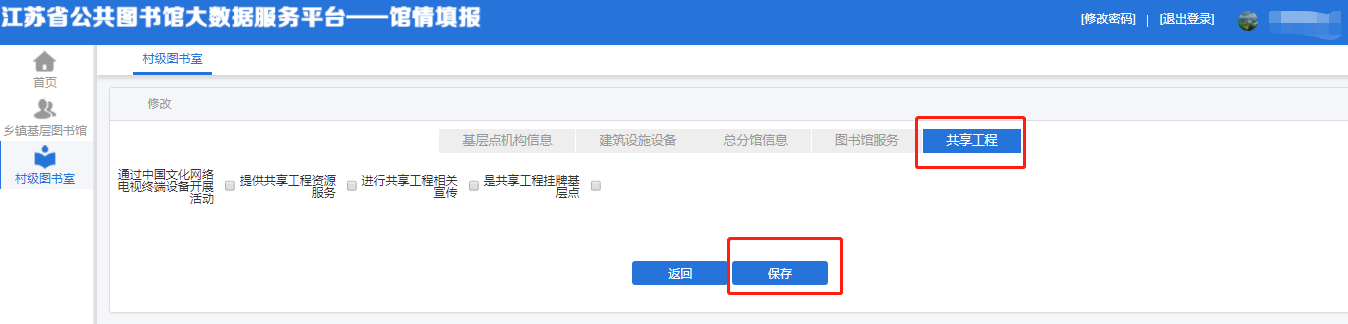 江苏省公共图书馆大数据服务平台——馆情填报
[修改密码] | [退出登录]
首页
乡镇基层图书馆
村级图书室
村级图书室
修改
基层点机构信息 建筑设施设备 总分馆信息 图书馆服务 共享工程
通过中国文化网络
电视终端设备开展
活动
提供共享工程资源
服务
进行共享工程相关
宣传
是共享工程挂牌基
层点
返回 保存